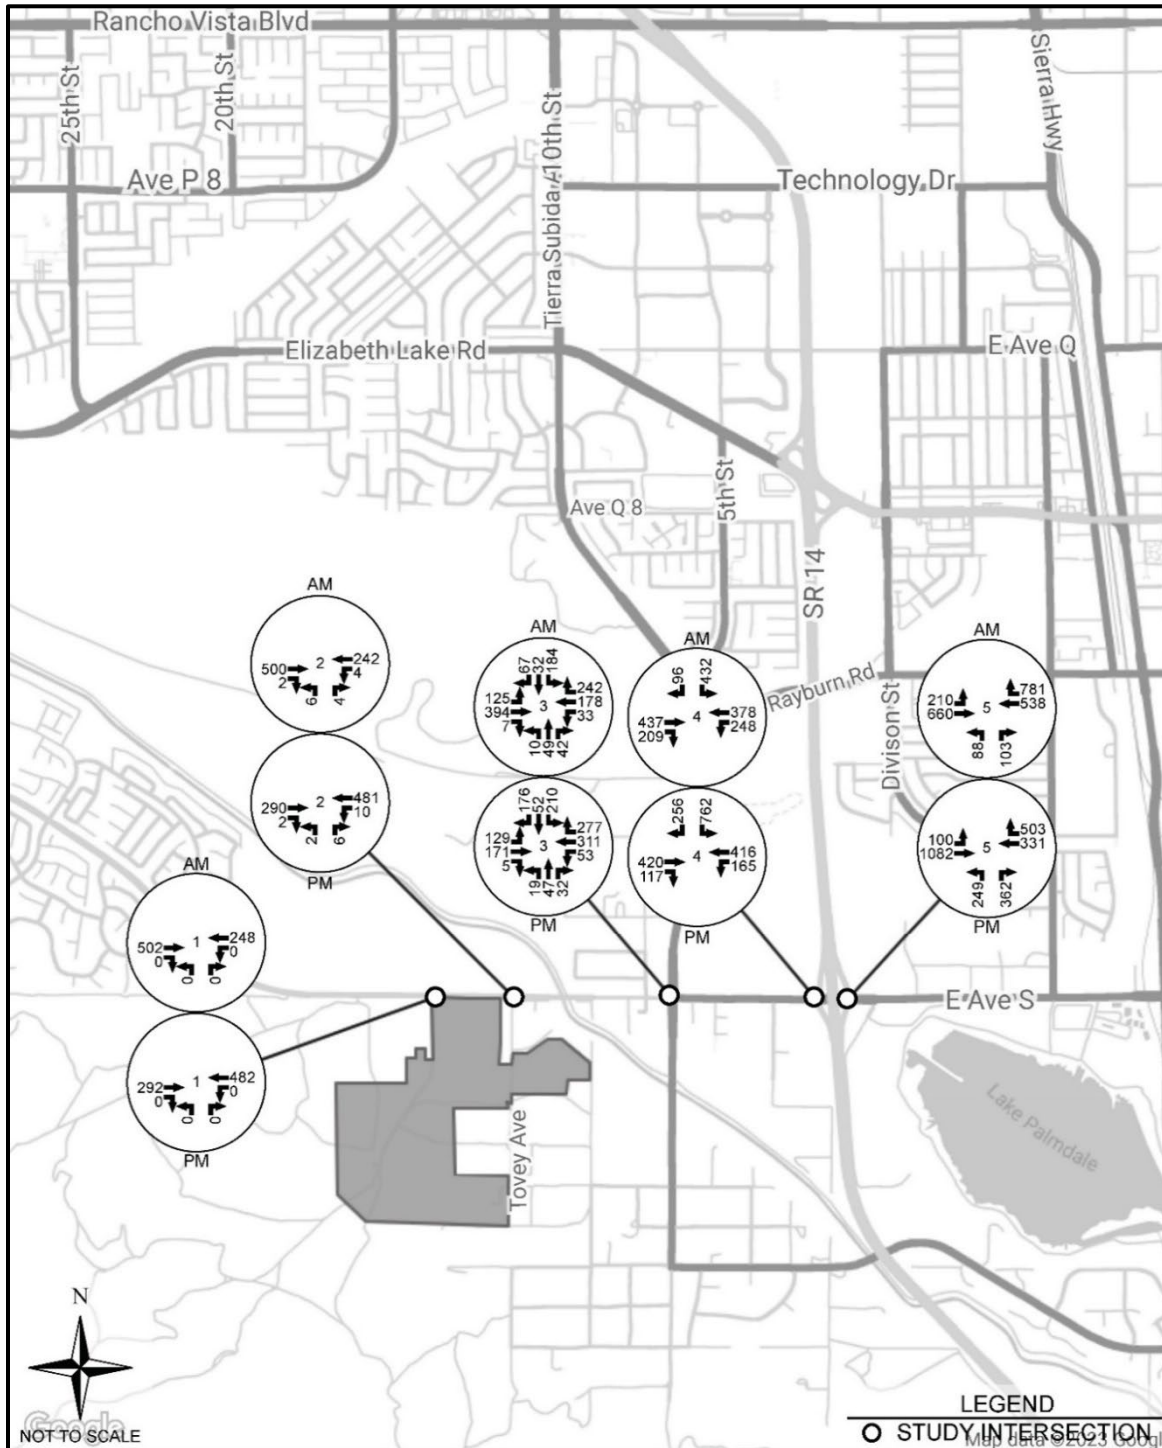 Rancho Vista Blvd
25th St
20th St
Tierra Subida /10th St
Sierra Hwy
Ave P 8
Technology Dr
Elizabeth Lake Rd
E Ave Q
5th St
Ave Q 8
SR 14
Rayburn Rd
Divison St
AM
2
500
2
242
4
6
4
2
290
2
481
10
2
6
PM
AM
3
67
32
184
125
394
7
242
178
33
10
49
42
3
176
52
210
129
171
5
277
311
53
19
47
32
PM
AM
4
96
432
437
209
378
248
4
256
762
420
117
416
165
PM
AM
5
210
660
781
538
88
103
5
100
1082
503
331
249
362
PM
AM
1
502
0
248
0
0
0
1
292
0
482
0
0
0
PM
E Ave S
Lake Palmdale
Tovey Ave
N
Google
NOT TO SCALE
LEGEND
STUDY INTERSECTION
Map data ©2023 Googl